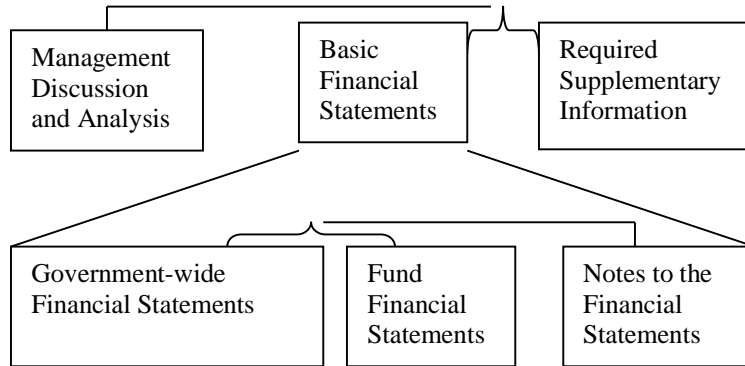 Management
Discussion
and Analysis
Basic
Financial
Statements
Required
Supplementary
Information
Government-wide
Financial Statements
Fund
Financial
Statements
Notes to the
Financial
Statements